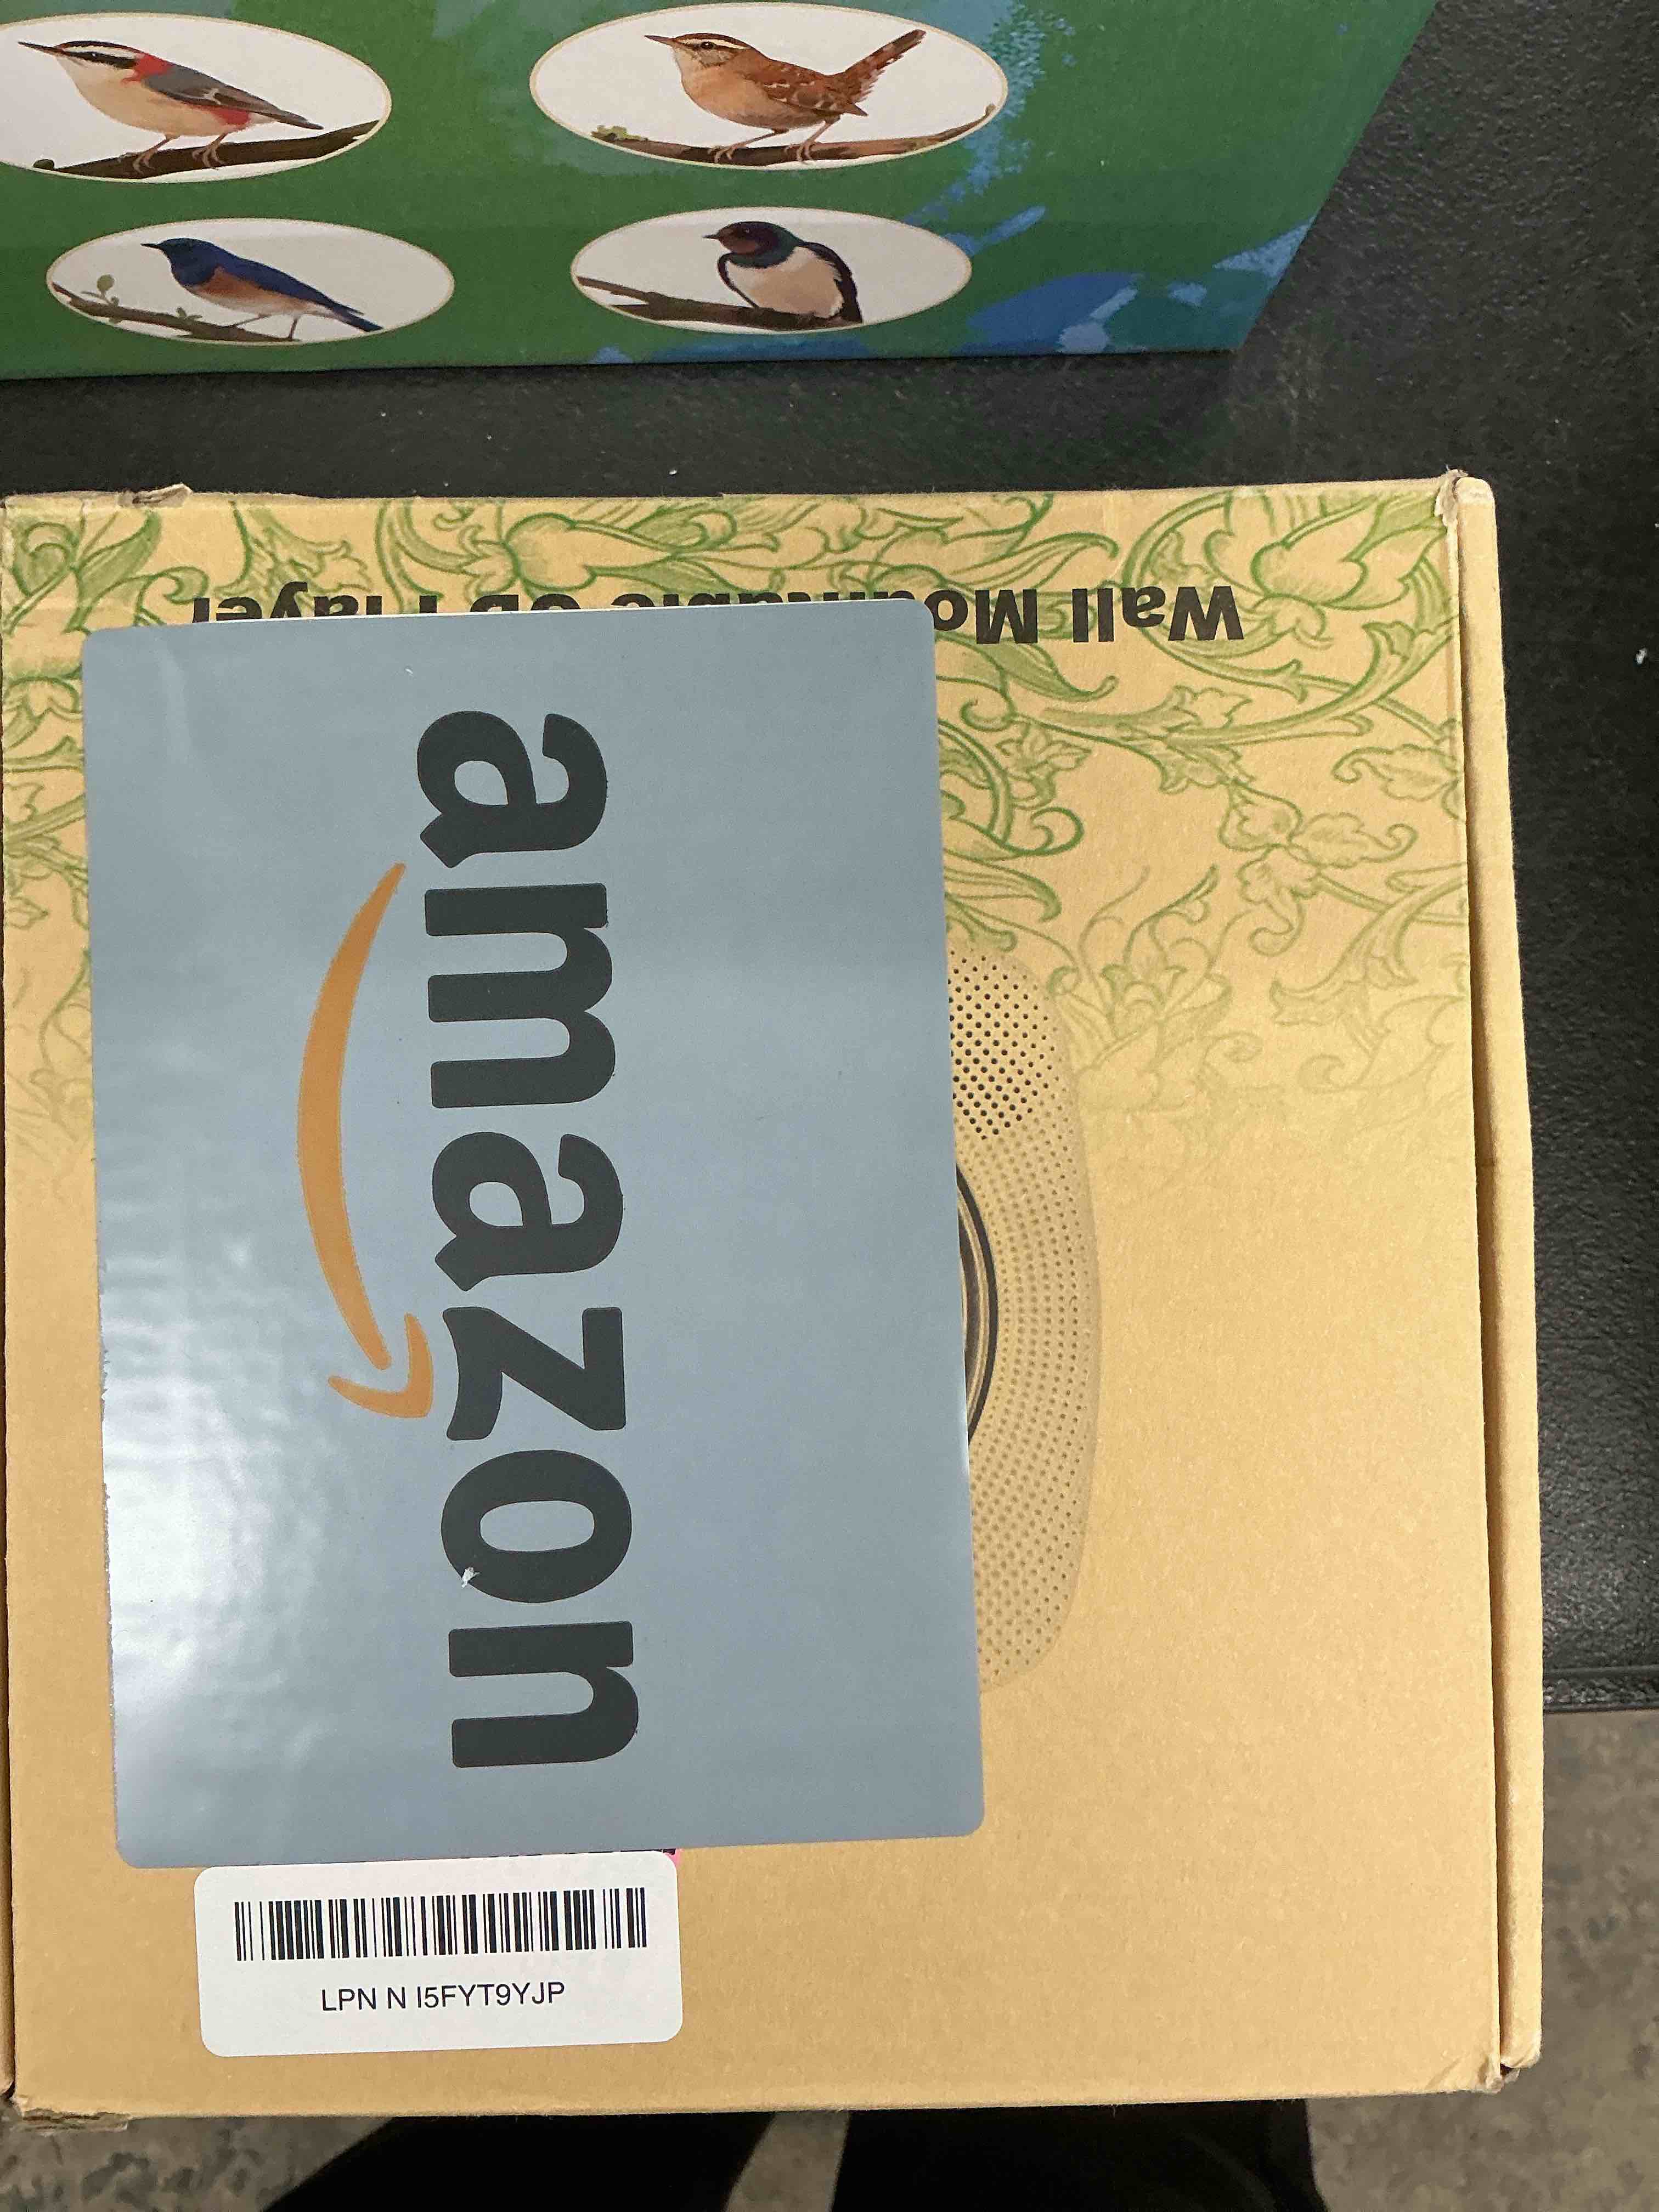 Wall Mountable CD Player
amazon
LPN N I5FYT9YJP